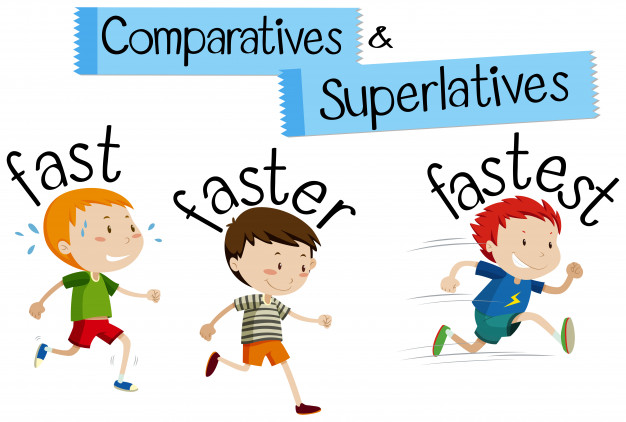 Comparatives &
Superlatives
fast
faster
fastest